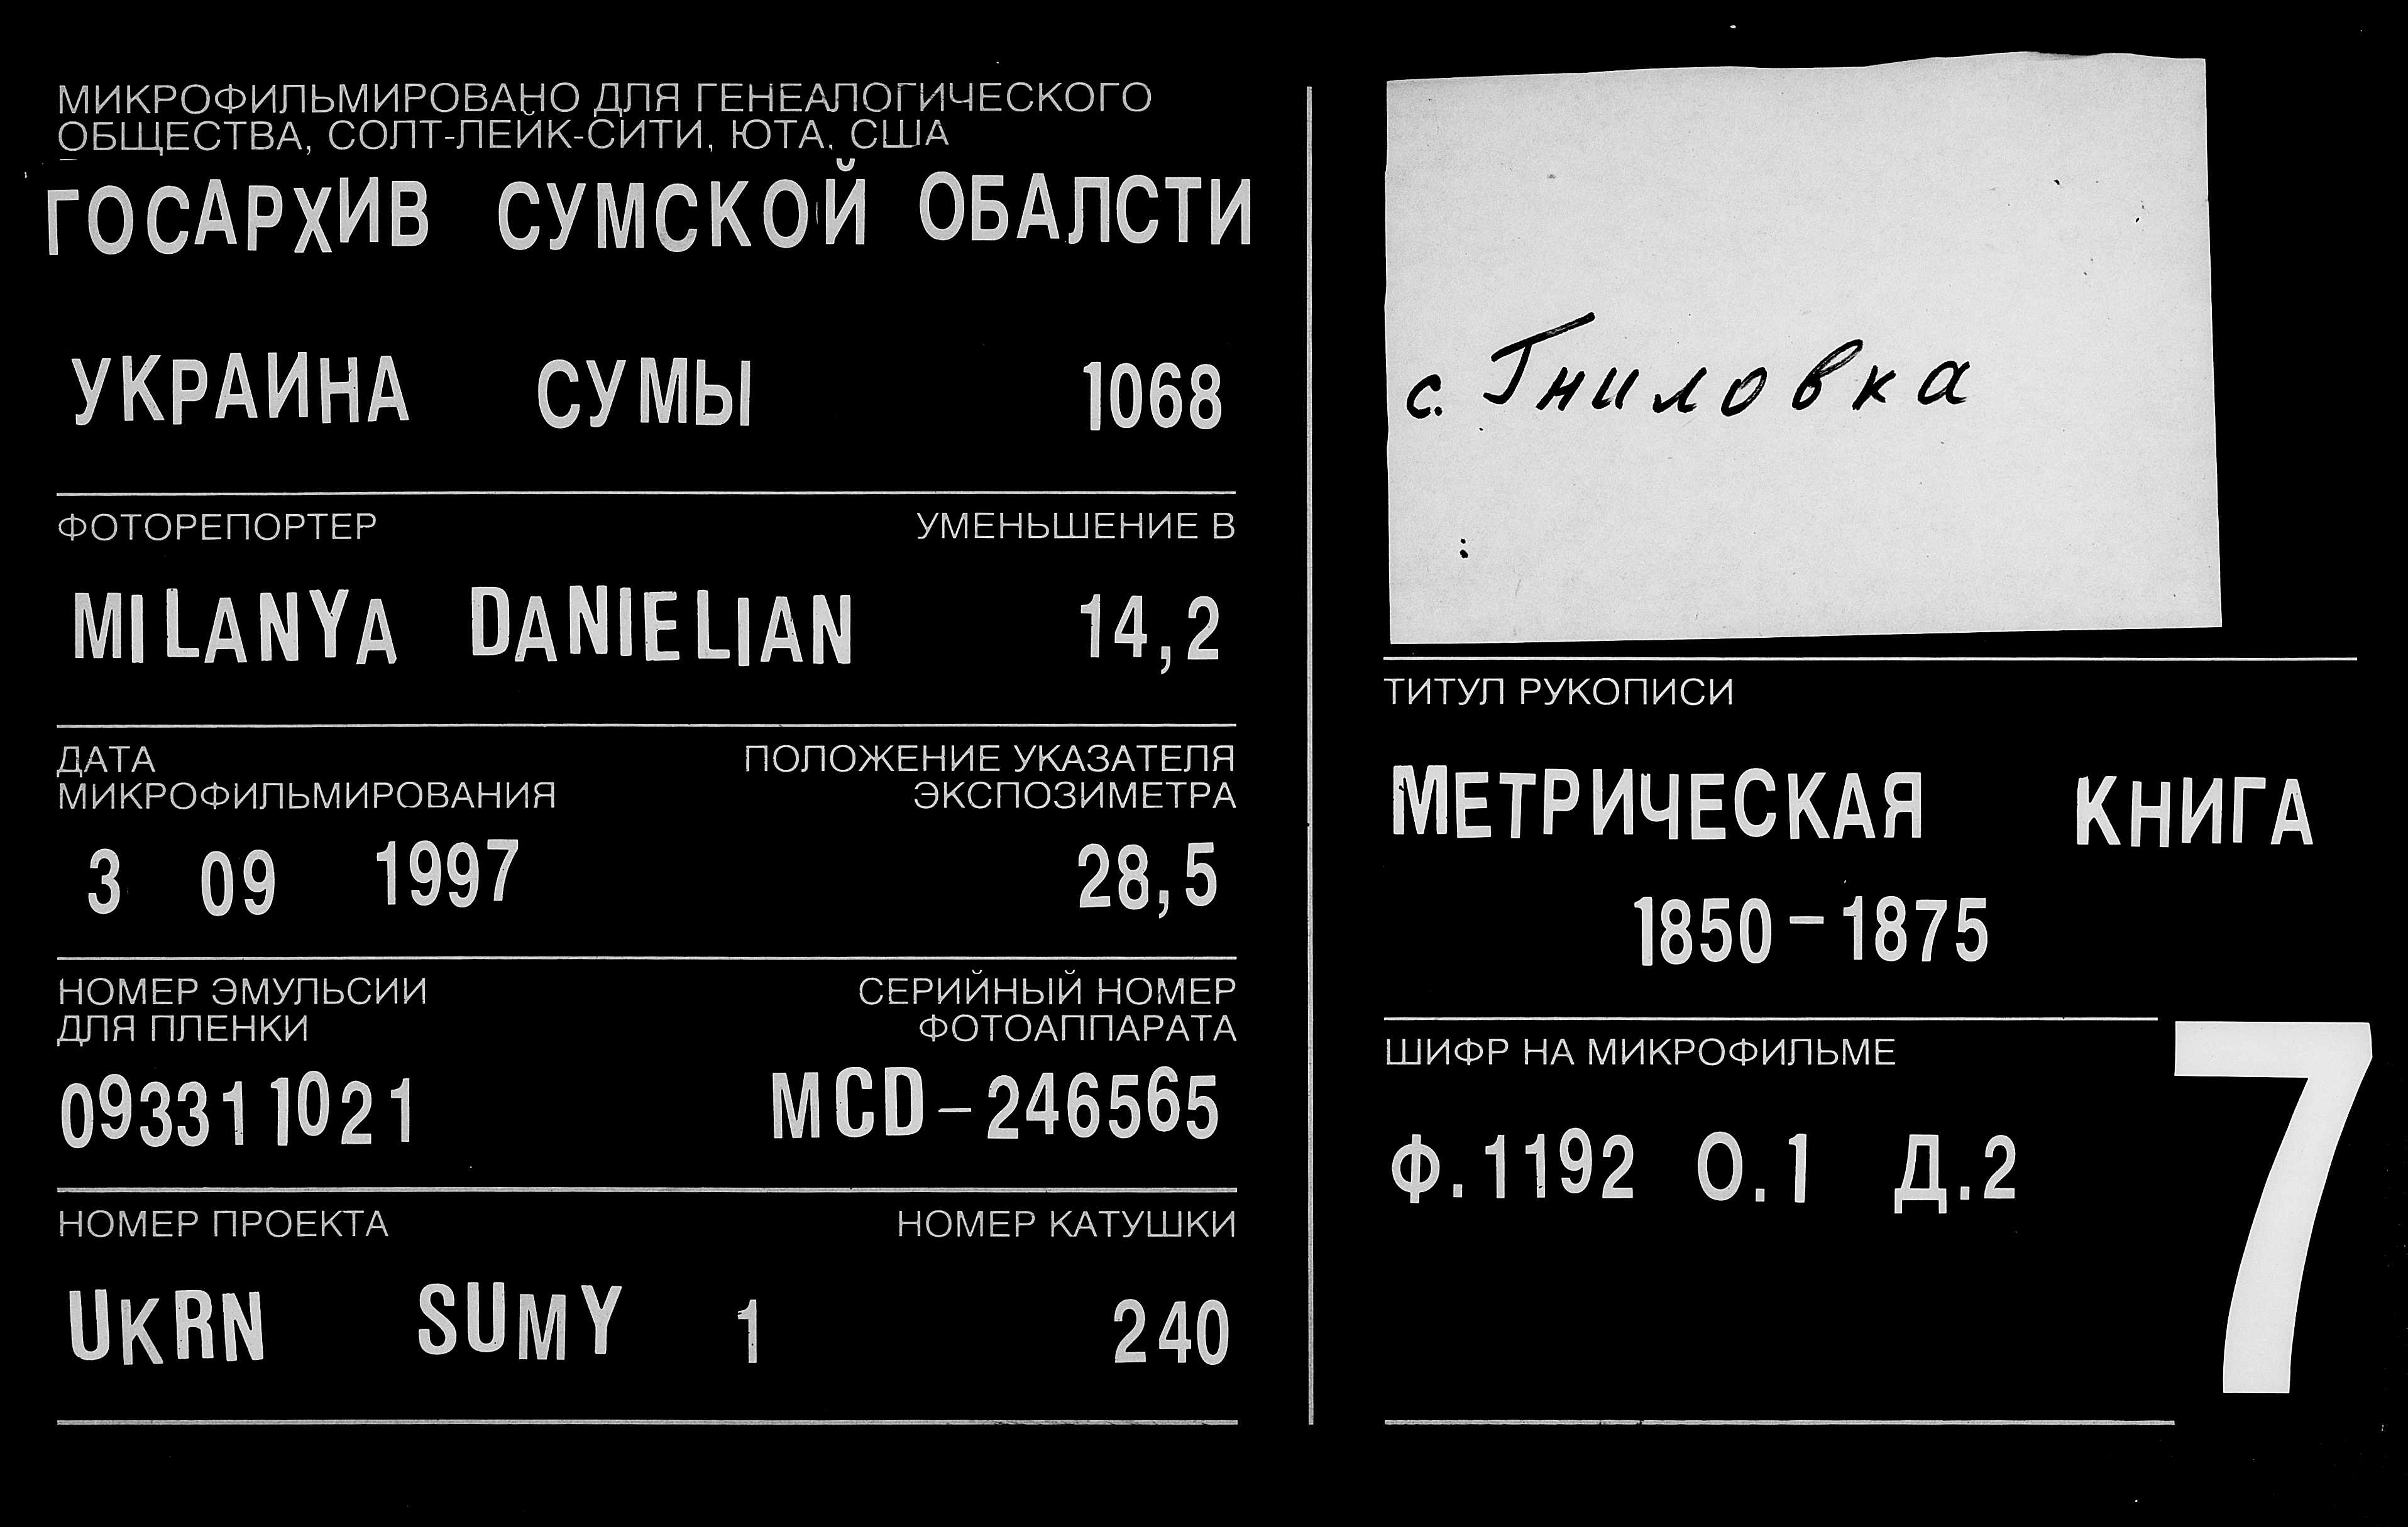 МИКРОФИЛЬМИРОВАНО ДЛЯ ГЕНЕАЛОГИЧЕСКОГО
ОБЩЕСТВА, СОЛТ-ЛЕЙК-СИТИ, ЮТА, США
ГОСАРХИВ СУМСКОЙ ОБАЛСТИ
УКРАИНА СУМЫ 1068
ФОТОРЕПОРТЕР УМЕНЬШЕНИЕ В
MILANYA DANIELIAN 14,2
ДАТА
МИКРОФИЛЬМИРОВАНИЯ
ПОЛОЖЕНИЕ УКАЗАТЕЛЯ
ЭКСПОЗИМЕТРА
3 09 1997 28,5
НОМЕР ЭМУЛЬСИИ
ДЛЯ ПЛЕНКИ
СЕРИЙНЫЙ НОМЕР
ФОТОАППАРАТА
093311021 MCD-246565
НОМЕР ПРОЕКТА НОМЕР КАТУШКИ
UKRN SUMY 1 240
с. Гниловка
ТИТУЛ РУКОПИСИ
МЕТРИЧЕСКАЯ КНИГА
1850-1875
ШИФР НА МИКРОФИЛЬМЕ
Ф.1192 О.1 Д.2
7